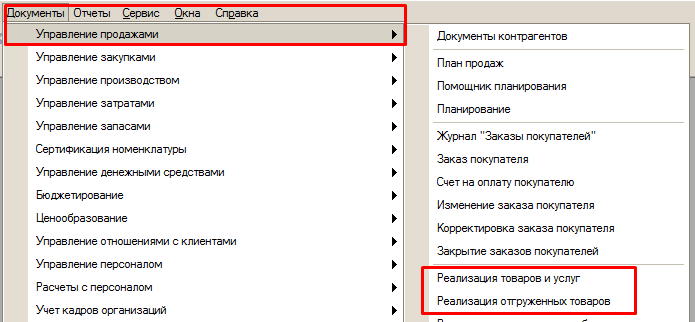 Документы Отчеты Сервис Окна Справка
Управление продажами
Управление закупками
Управление производством
Управление затратами
Управление запасами
Сертификация номенклатуры
Управление денежными средствами
Бюджетирование
Ценообразование
Управление отношениями с клиентами
Управление персоналом
Расчеты с персоналом
Учет кадров организаций
Документы контрагентов
План продаж
Помощник планирования
Планирование
Журнал "Заказы покупателей"
Заказ покупателя
Счет на оплату покупателю
Изменение заказа покупателя
Корректировка заказа покупателя
Закрытие заказов покупателей
Реализация товаров и услуг
Реализация отгруженных товаров